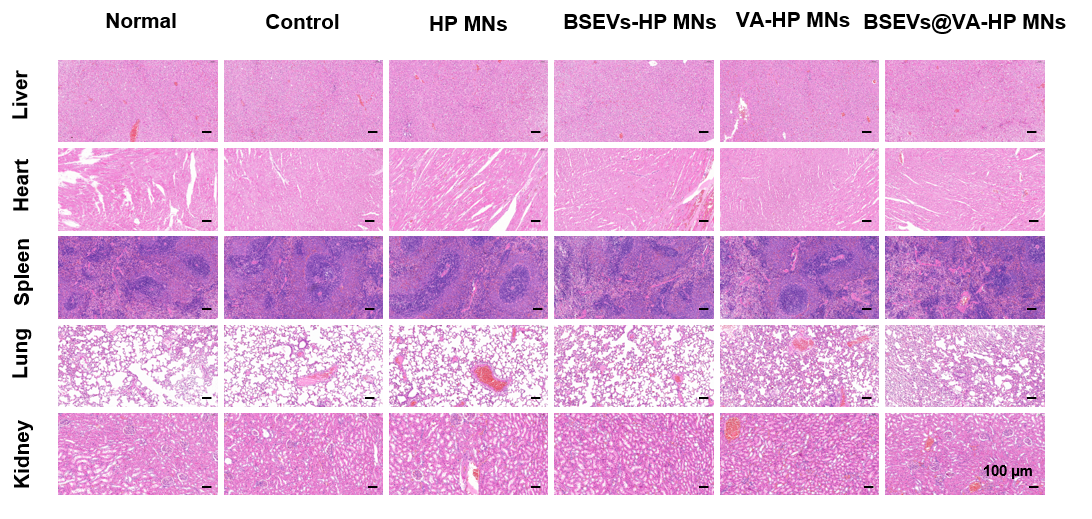 Normal
Control
HP MNs
BSEVs-HP MNs
VA-HP MNs
BSEVs@VA-HP MNs
Liver
Heart
Spleen
Lung
Kidney
100 μm